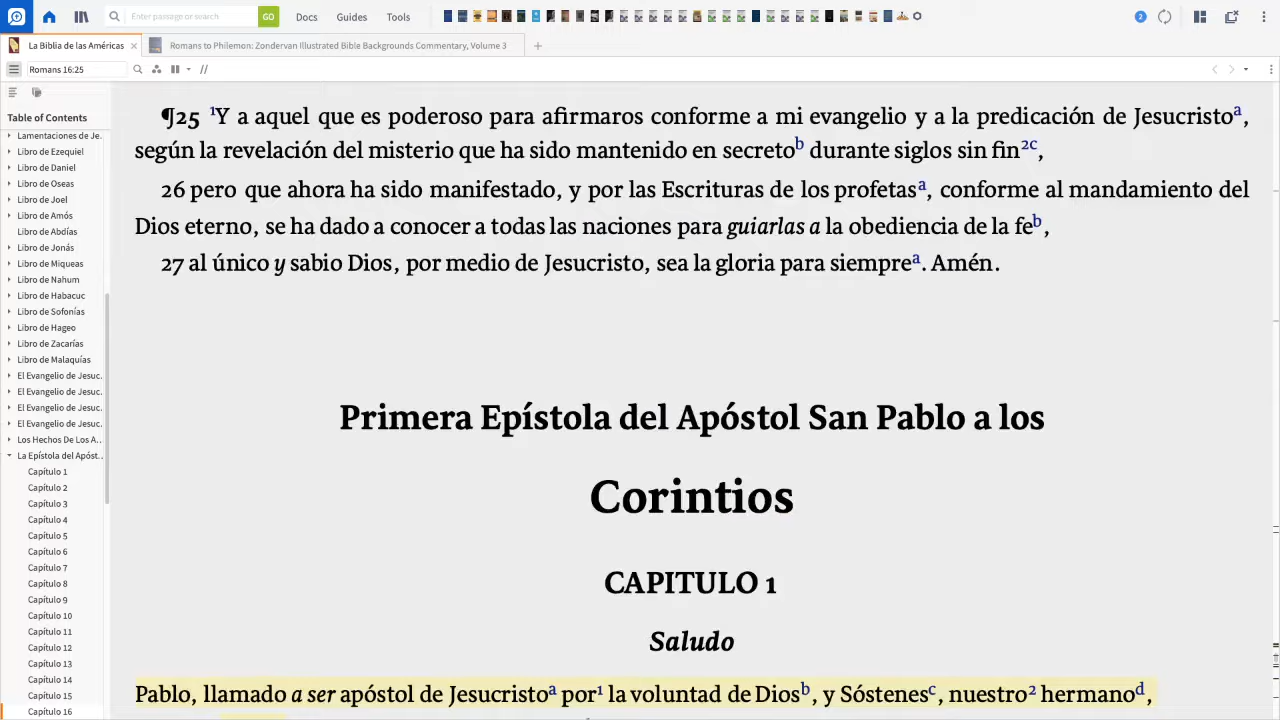 Enter passage or search
GO
Docs
Guides
Tools
2
La Biblia de las Américas
Romans to Philemon: Zondervan Illustrated Bible Backgrounds Commentary, Volume 3
Romans 16:25
Table of Contents
Lamentaciones de Je.
Libro de Ezequiel
Libro de Daniel
Libro de Oseas
Libro de Joel
Libro de Amós
Libro de Abdías
Libro de Jonás
Libro de Miqueas
Libro de Nahum
Libro de Habacuc
Libro de Sofonías
Libro de Hageo
Libro de Zacarías
Libro de Malaquías
El Evangelio de Jesuc.
El Evangelio de Jesuc.
El Evangelio de Jesuc.
El Evangelio de Jesuc.
Los Hechos De Los A..
La Epístola del Apóst..
Capítulo 1
Capítulo 2
Capítulo 3
Capítulo 4
Capítulo 5
Capítulo 6
Capítulo 7
Capítulo 8
Capítulo 9
Capítulo 10
Capítulo 11
Capítulo 12
Capítulo 13
Capítulo 14
Capítulo 15
Capítulo 16
¶25 ¹Y a aquel que es poderoso para afirmaros conforme a mi evangelio y a la predicación de Jesucristoᵃ,
según la revelación del misterio que ha sido mantenido en secretoᵇ durante siglos sin fin²ᶜ,
26 pero que ahora ha sido manifestado, y por las Escrituras de los profetasᵃ, conforme al mandamiento del
Dios eterno, se ha dado a conocer a todas las naciones para guiarlas a la obediencia de la feᵇ,
27 al único y sabio Dios, por medio de Jesucristo, sea la gloria para siempreᵃ. Amén.
Primera Epístola del Apóstol San Pablo a los
Corintios
CAPITULO 1
Saludo
Pablo, llamado a ser apóstol de Jesucristoᵃ por¹ la voluntad de Diosᵇ, y Sóstenesᶜ, nuestro² hermanoᵈ,